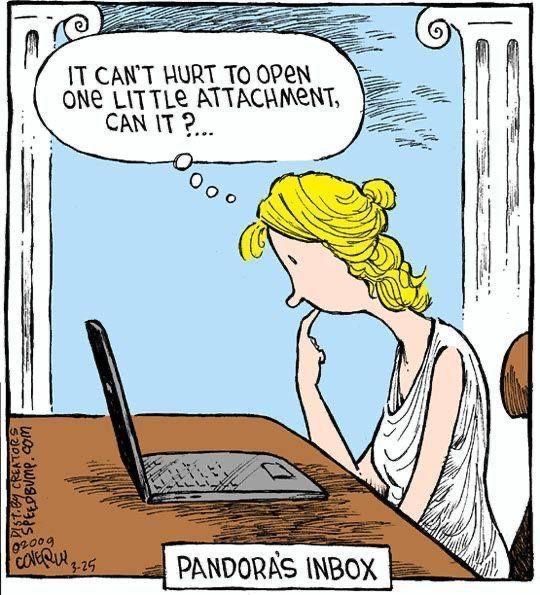 IT CAN'T HURT TO OPEN
ONE LITTLE ATTACHMENT,
CAN IT?...
©2009
DIST. BY CREATORS
SPEEDBUMP.COM
COVERLY 3-25
PANDORA'S INBOX